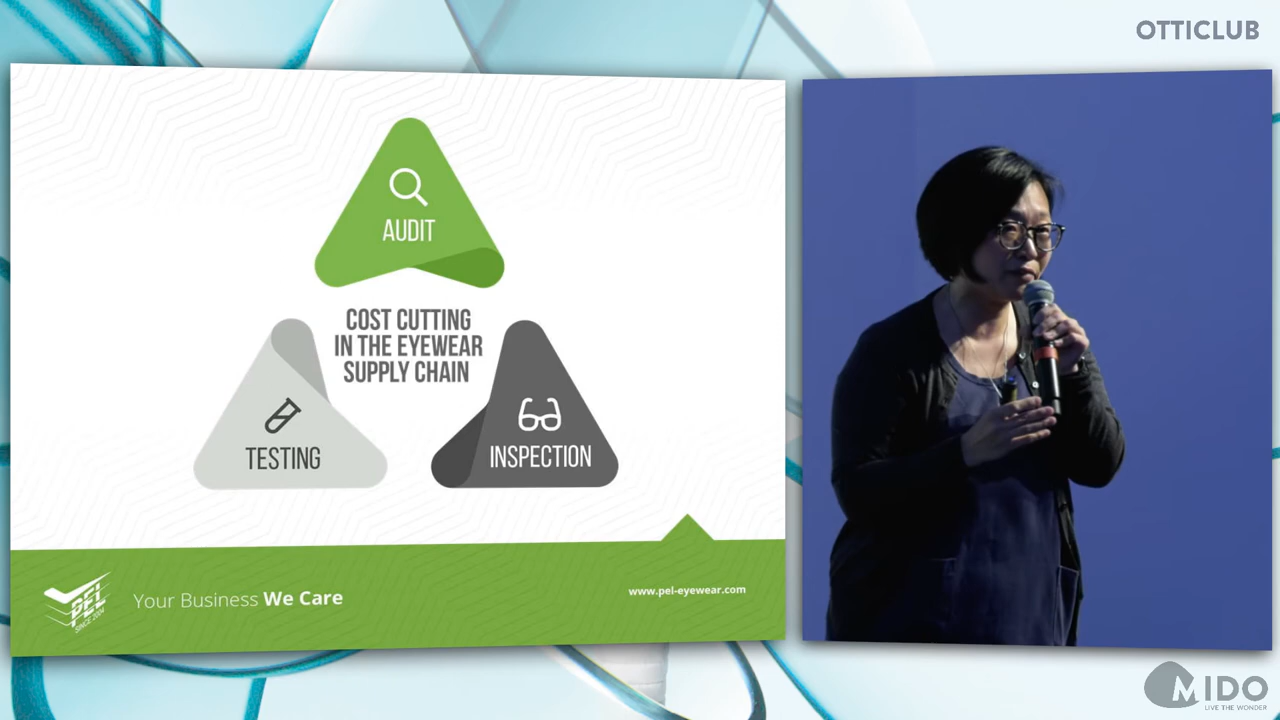 OTTICLUB
AUDIT
COST CUTTING
IN THE EYEWEAR
SUPPLY CHAIN
TESTING
INSPECTION
PEL
SINCE 2004
Your Business We Care
www.pel-eyewear.com
MIDO
LIVE THE WONDER